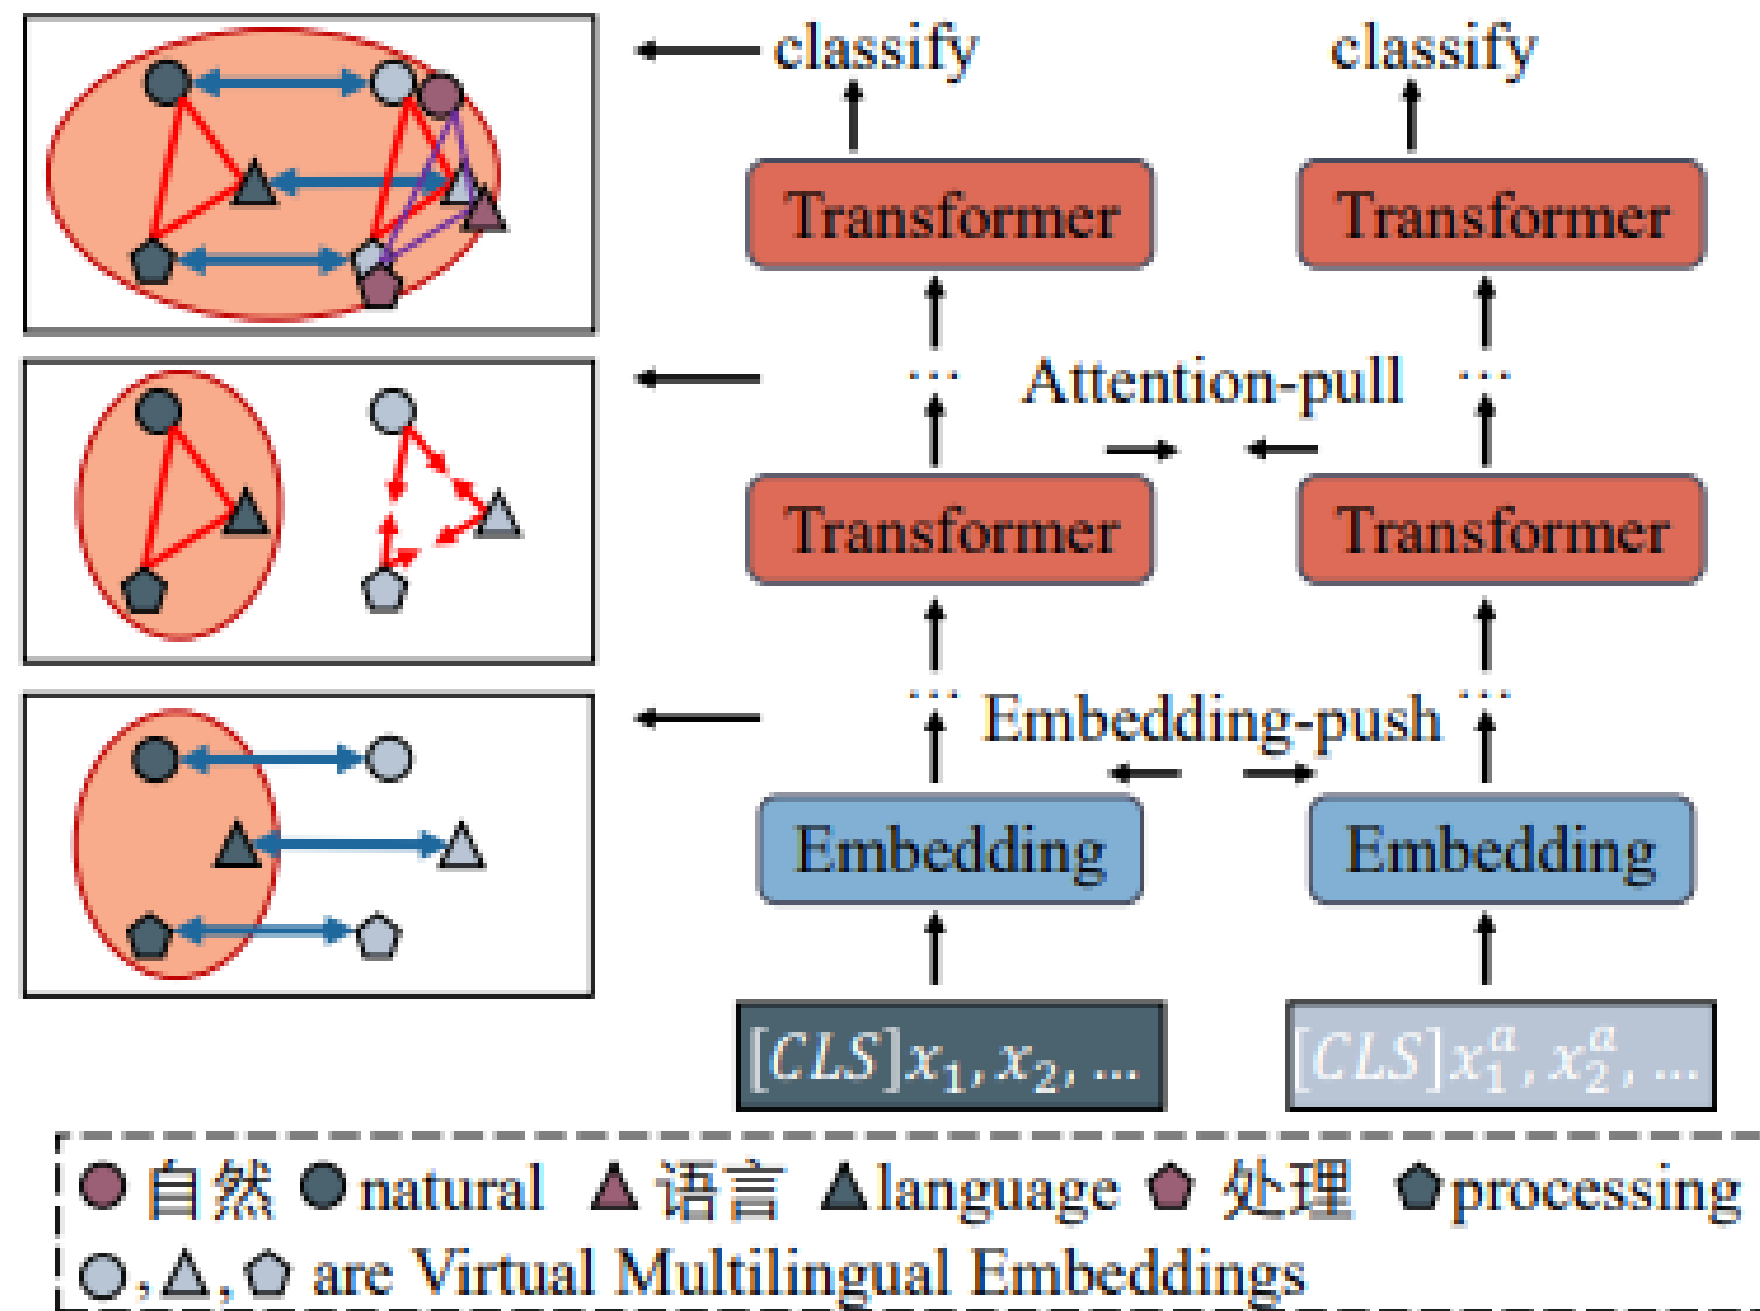 classify classify
Transformer Transformer
... Attention-pull ...
Transformer Transformer
... Embedding-push ...
Embedding Embedding
[CLS]x₁, x₂, ... [CLS]x₁ᵃ, x₂ᵃ, ...
自然 natural 语言 language 处理 processing
, , are Virtual Multilingual Embeddings